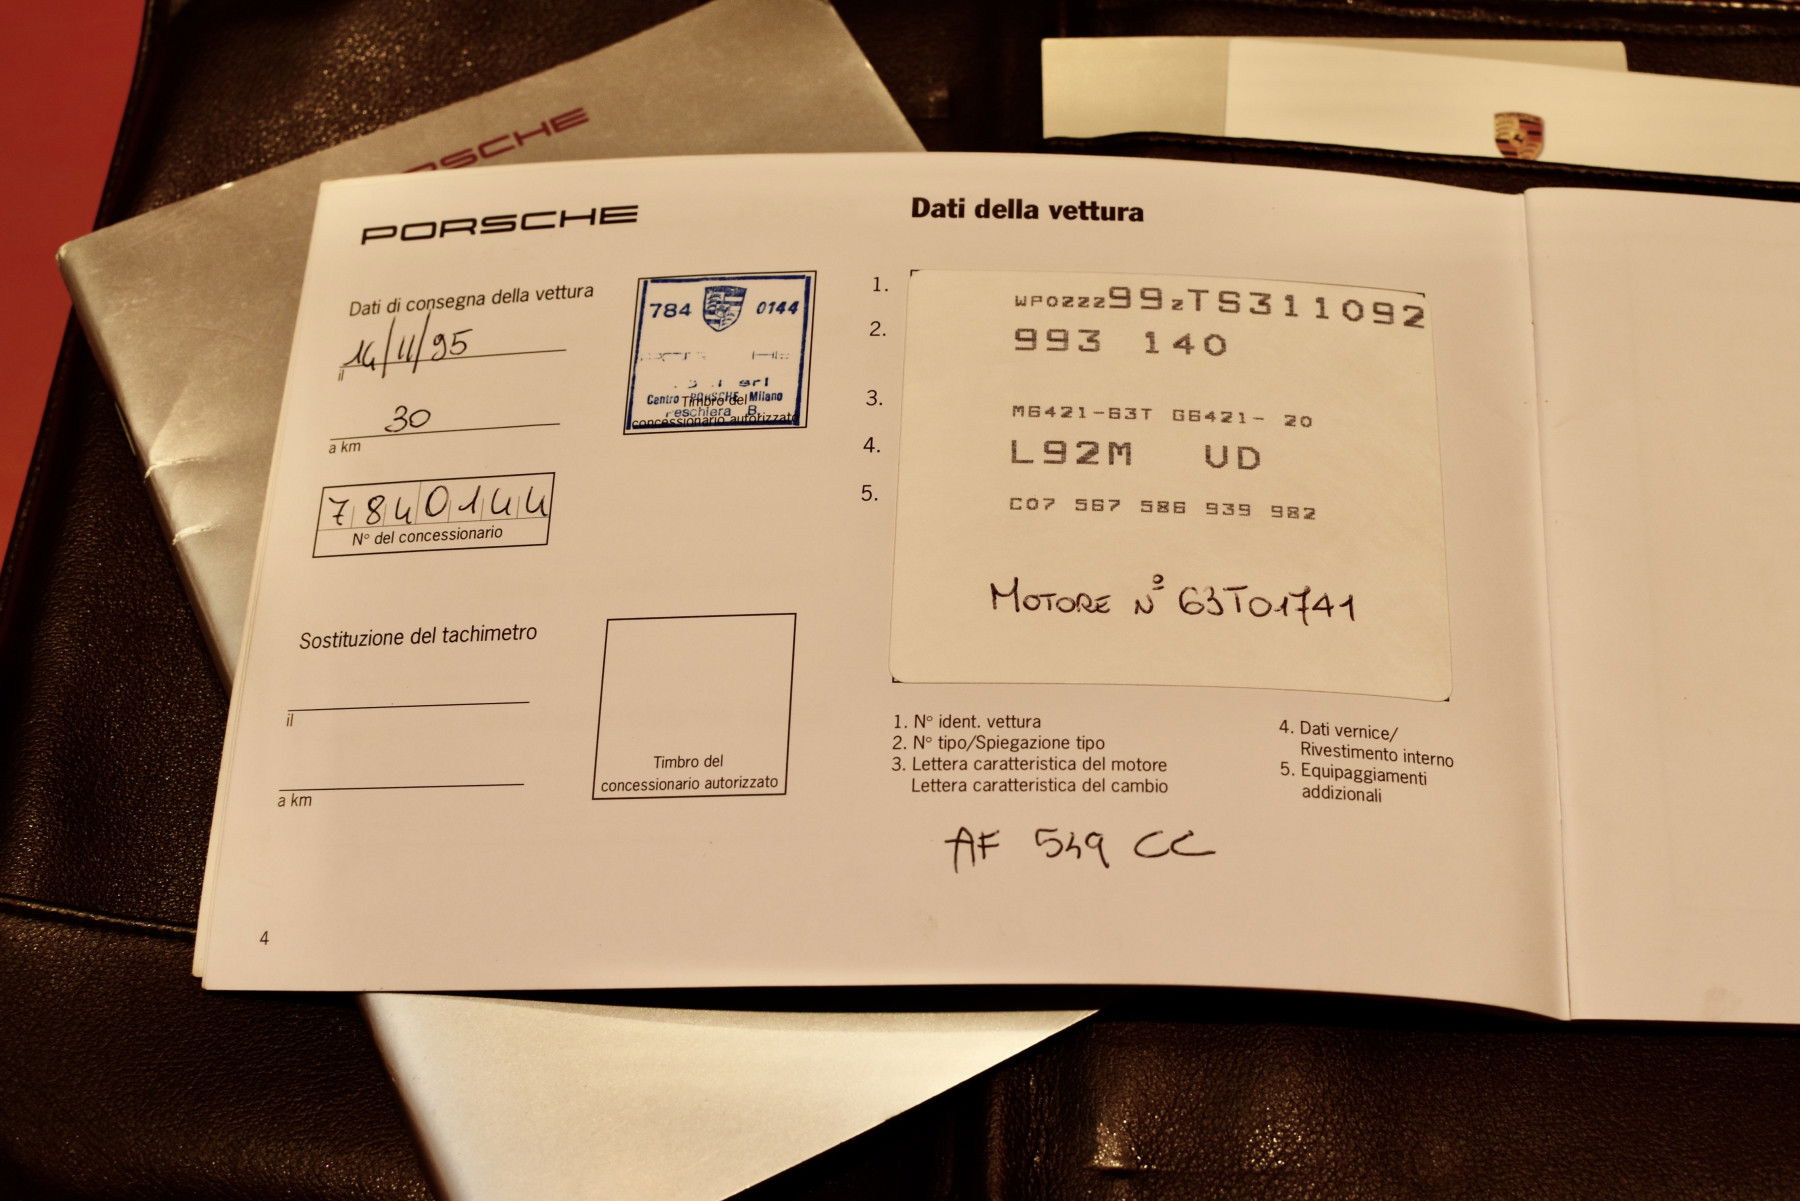 PORSCHE
PORSCHE
Dati di consegna della vettura
14/11/95
il
30
a km
7840144
N° del concessionario
784 0144
srl
Centro PORSCHE Milano
Timbro del
concessionario autorizzato
Sostituzione del tachimetro
il
a km
Timbro del
concessionario autorizzato
4
Dati della vettura
1. WP0ZZZ99ZTS311092
2. 993 140
3. M6421-63T G6421- 20
4. L92M UD
5. C07 567 586 939 982
MOTORE N° 63T01741
1. N° ident. vettura
2. N° tipo/Spiegazione tipo
3. Lettera caratteristica del motore
Lettera caratteristica del cambio
4. Dati vernice/
Rivestimento interno
5. Equipaggiamenti
addizionali
AF 549 CC